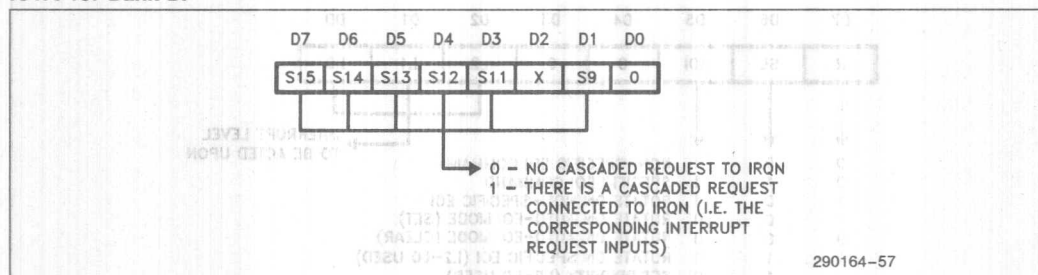 D7 D6 D5 D4 D3 D2 D1 D0
S15 S14 S13 S12 S11 X S9 0
0 – NO CASCADED REQUEST TO IRQN
1 – THERE IS A CASCADED REQUEST
CONNECTED TO IRQN (I.E. THE
CORRESPONDING INTERRUPT
REQUEST INPUTS)
290164-57